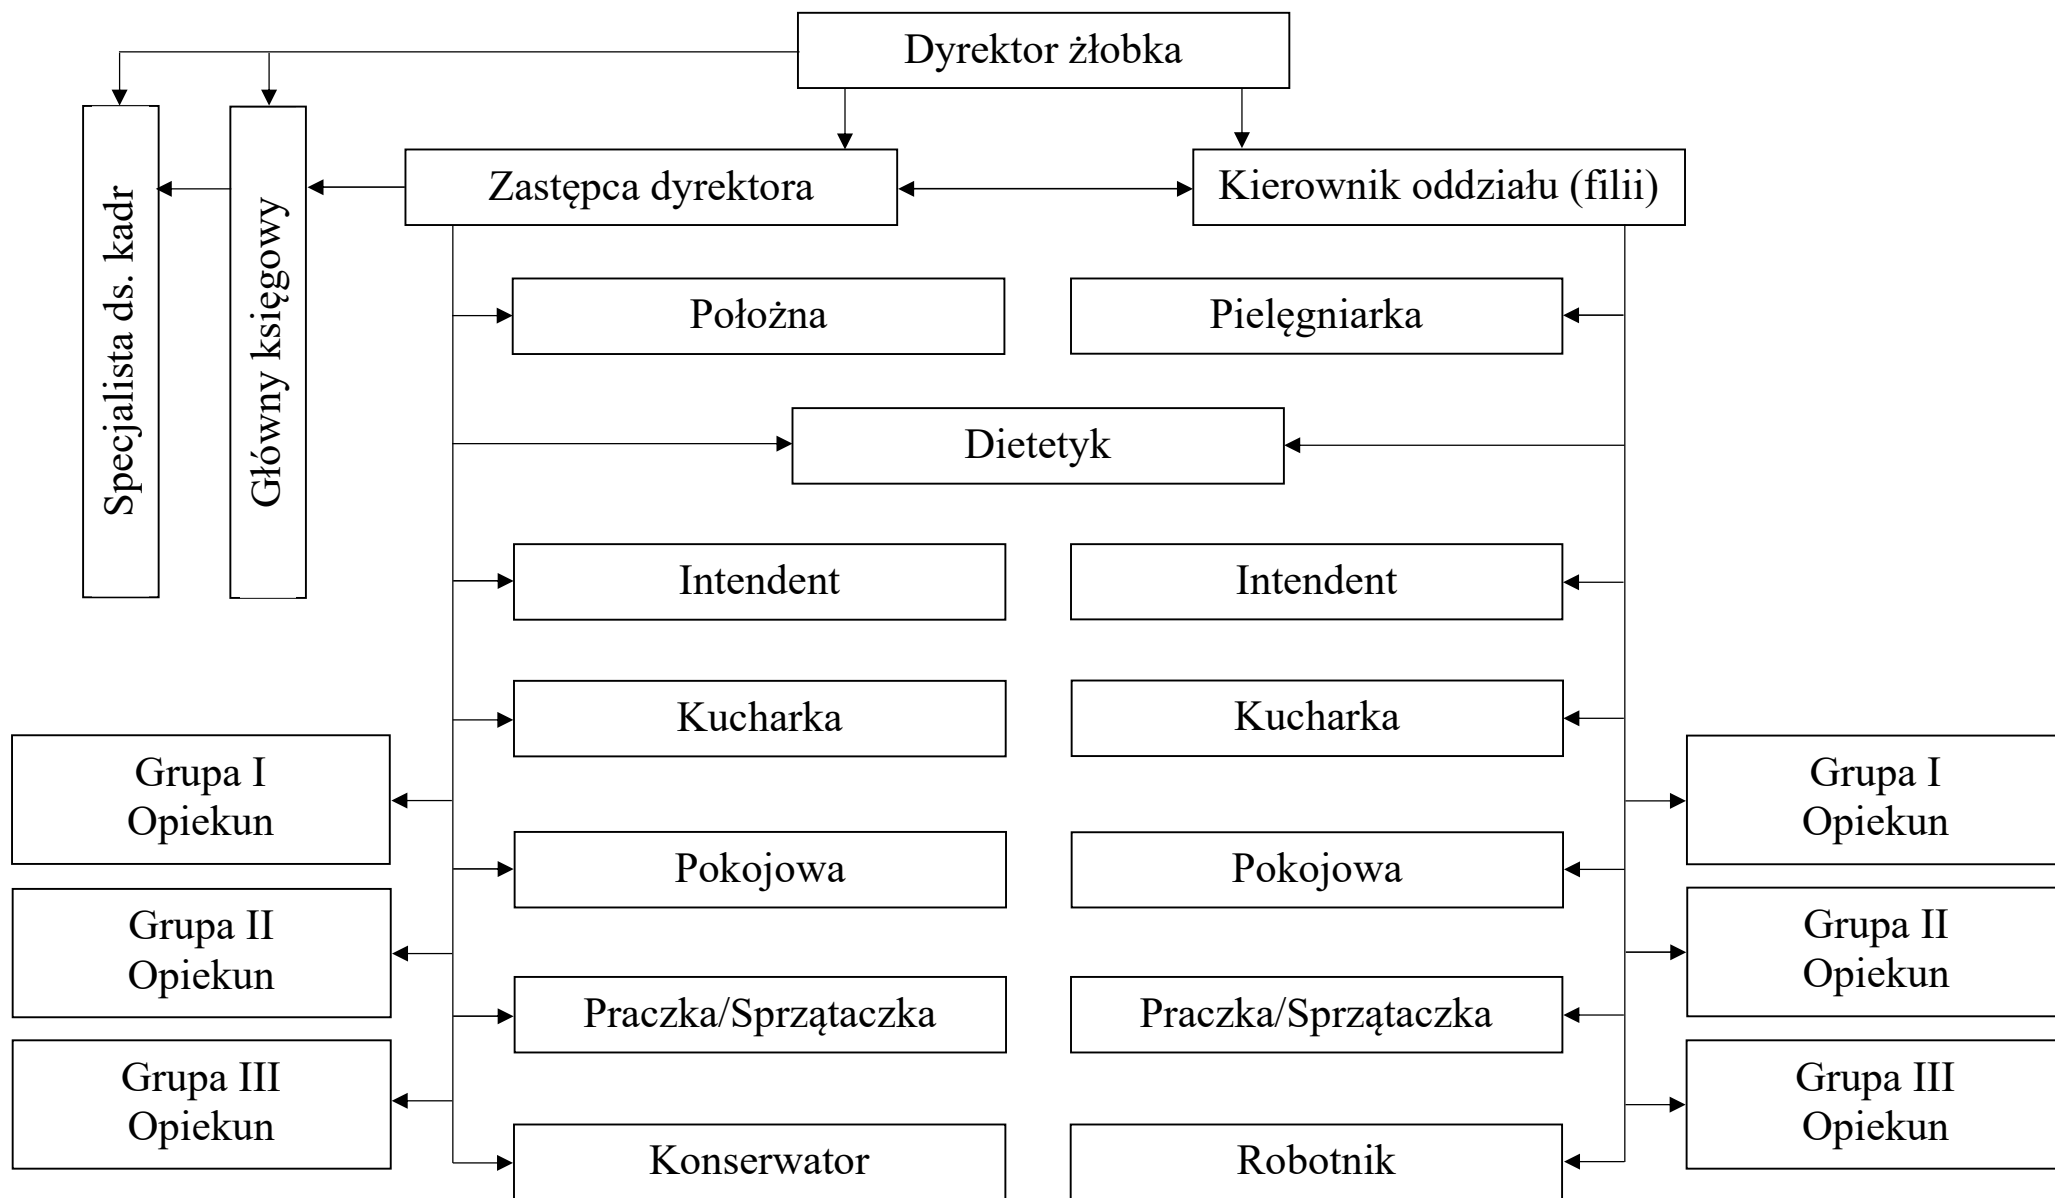 Dyrektor żłobka
Specjalista ds. kadr
Główny księgowy
Zastępca dyrektora
Kierownik oddziału (filii)
Położna
Pielęgniarka
Dietetyk
Intendent
Intendent
Kucharka
Kucharka
Grupa I
Opiekun
Grupa I
Opiekun
Pokojowa
Pokojowa
Grupa II
Opiekun
Grupa II
Opiekun
Praczka/Sprzątaczka
Praczka/Sprzątaczka
Grupa III
Opiekun
Grupa III
Opiekun
Konserwator
Robotnik